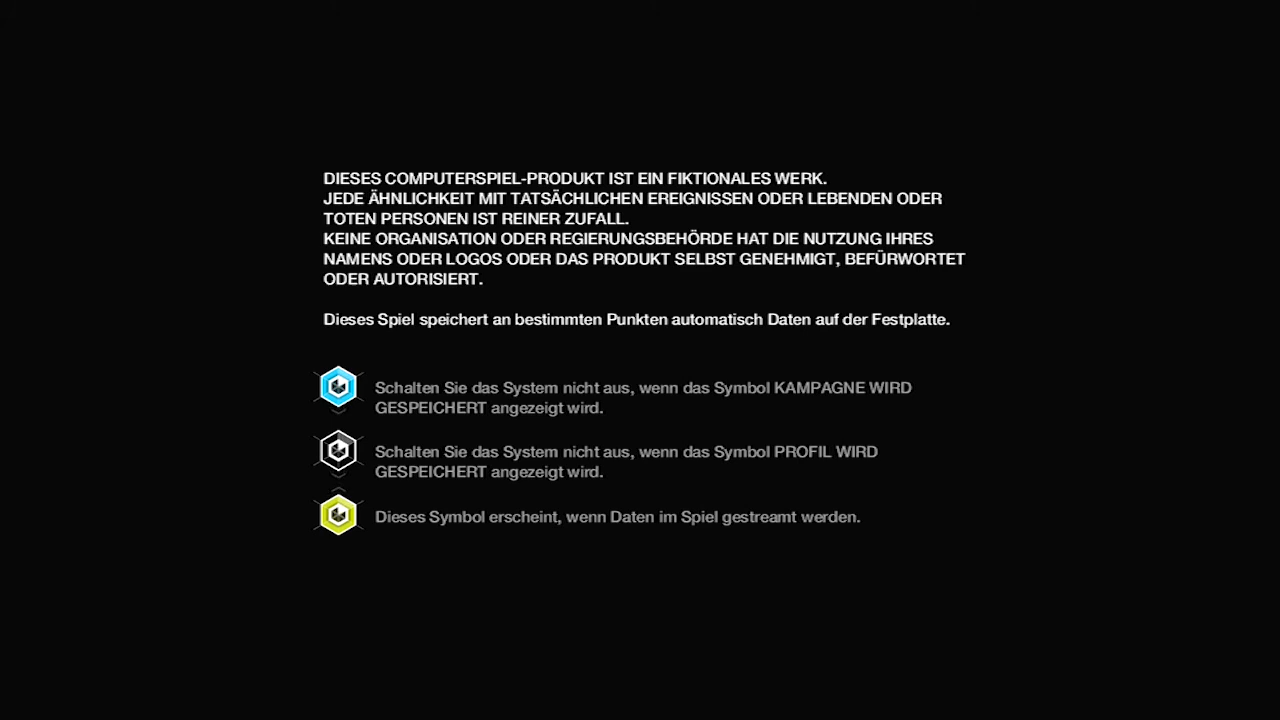 DIESES COMPUTERSPIEL-PRODUKT IST EIN FIKTIONALES WERK.
JEDE ÄHNLICHKEIT MIT TATSÄCHLICHEN EREIGNISSEN ODER LEBENDEN ODER
TOTEN PERSONEN IST REINER ZUFALL.
KEINE ORGANISATION ODER REGIERUNGSBEHÖRDE HAT DIE NUTZUNG IHRES
NAMENS ODER LOGOS ODER DAS PRODUKT SELBST GENEHMIGT, BEFÜRWORTET
ODER AUTORISIERT.
Dieses Spiel speichert an bestimmten Punkten automatisch Daten auf der Festplatte.
Schalten Sie das System nicht aus, wenn das Symbol KAMPAGNE WIRD
GESPEICHERT angezeigt wird.
Schalten Sie das System nicht aus, wenn das Symbol PROFIL WIRD
GESPEICHERT angezeigt wird.
Dieses Symbol erscheint, wenn Daten im Spiel gestreamt werden.